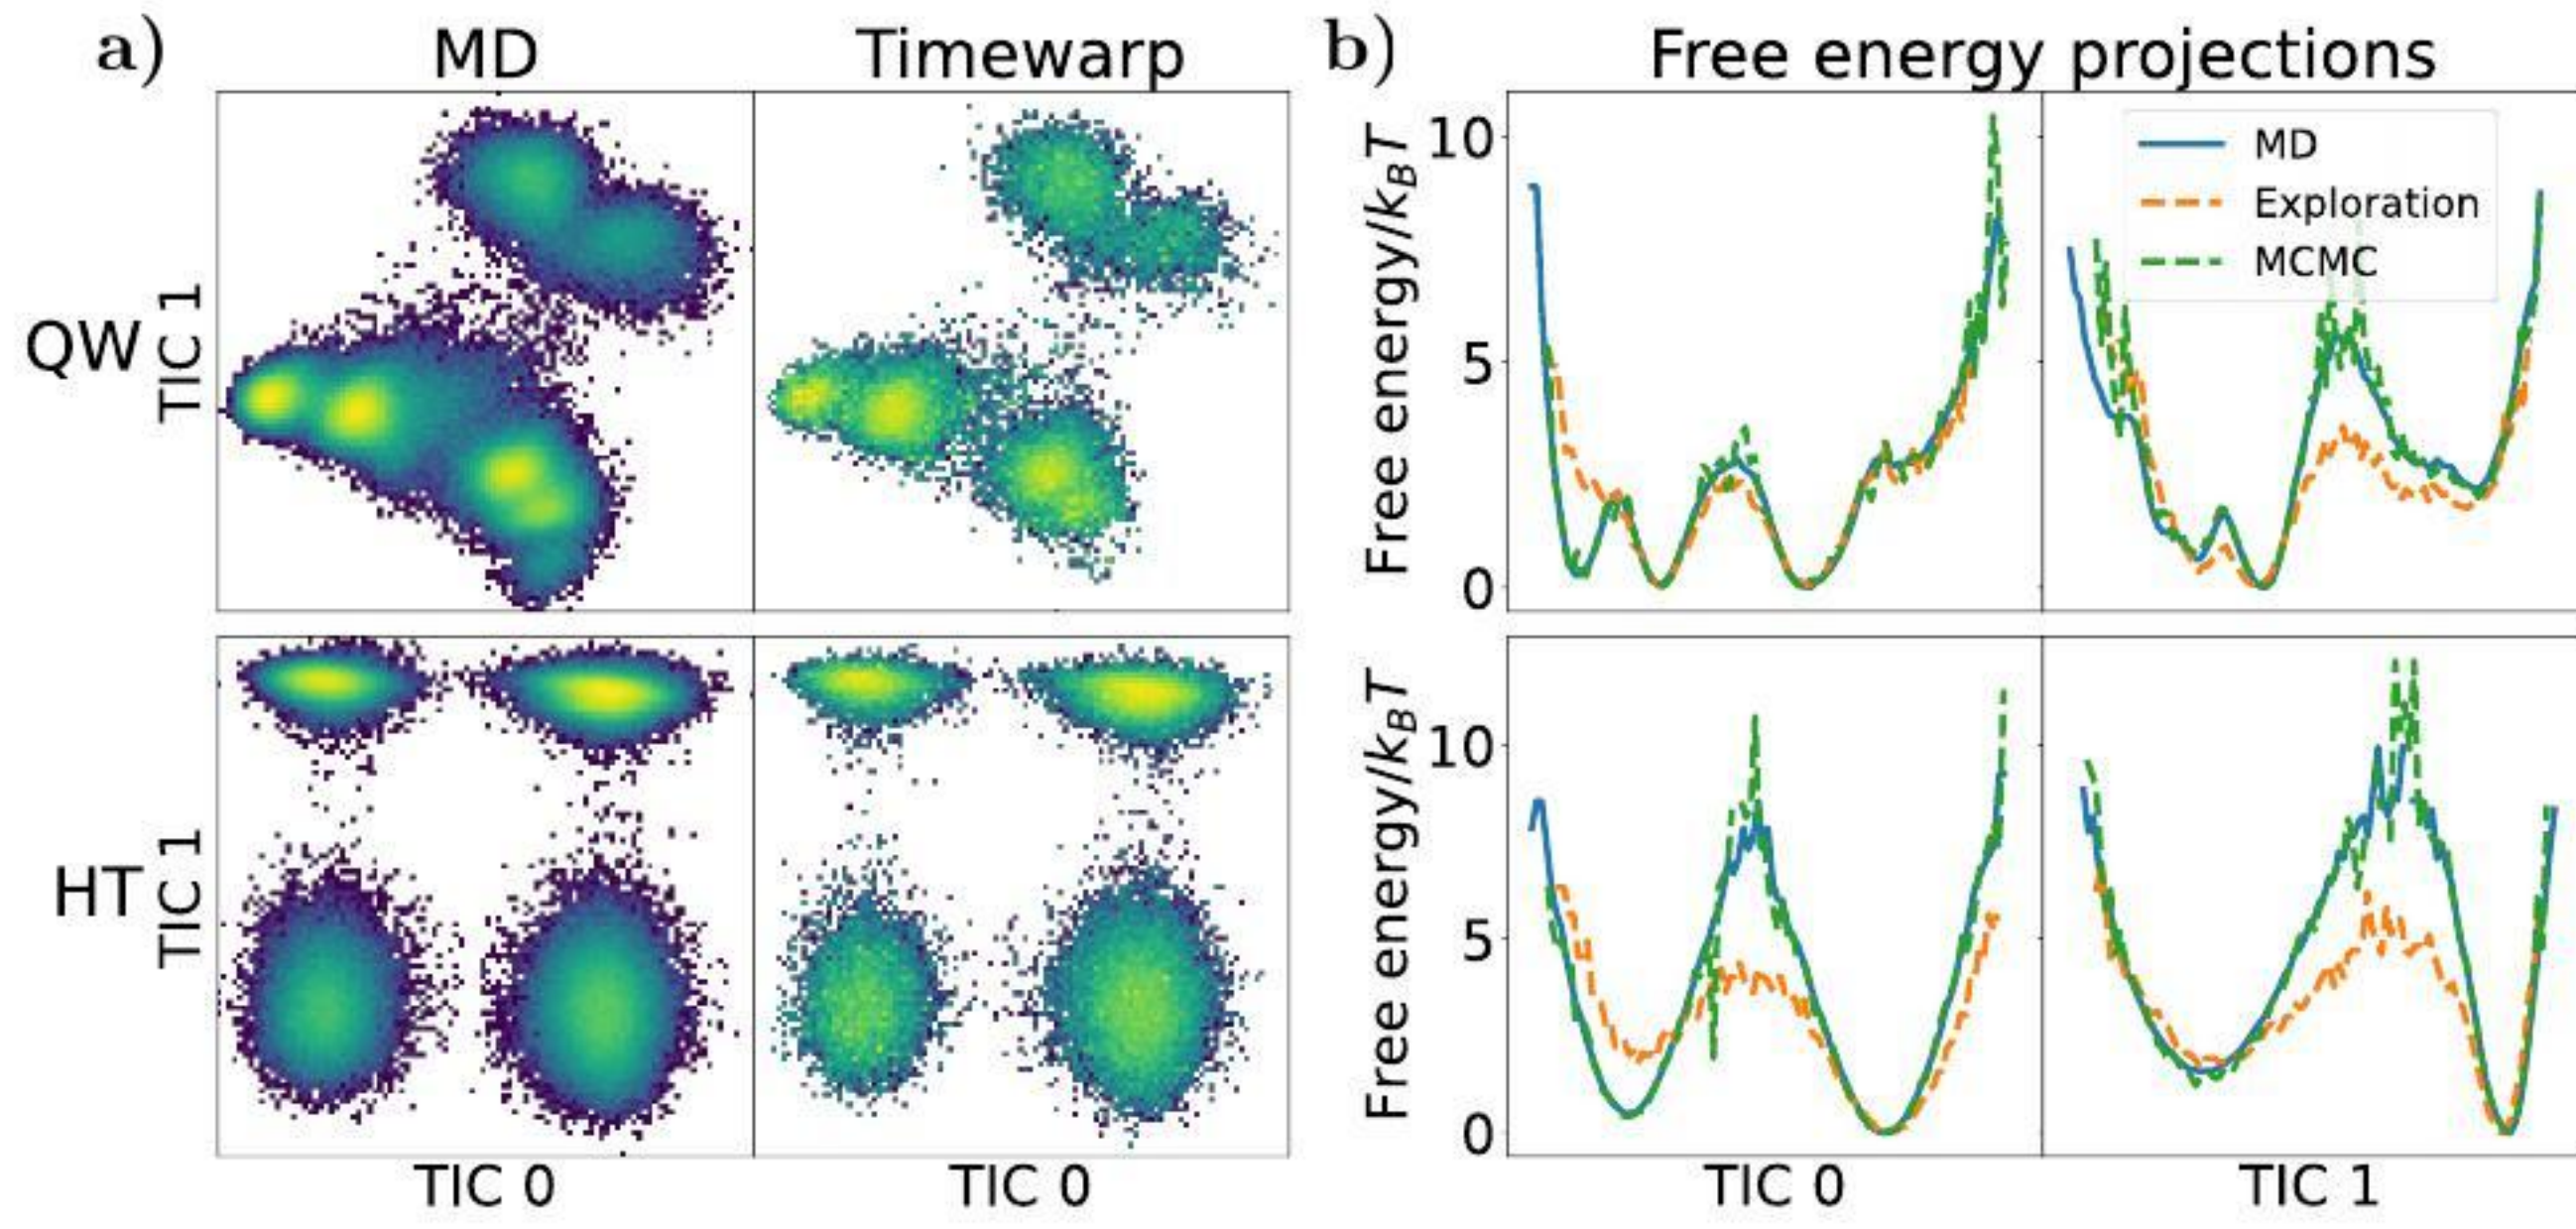 a)
MD
Timewarp
b)
Free energy projections
QW
TIC 1
Free energy/k_BT
10
5
0
MD
Exploration
MCMC
HT
TIC 1
Free energy/k_BT
10
5
0
TIC 0
TIC 0
TIC 0
TIC 1